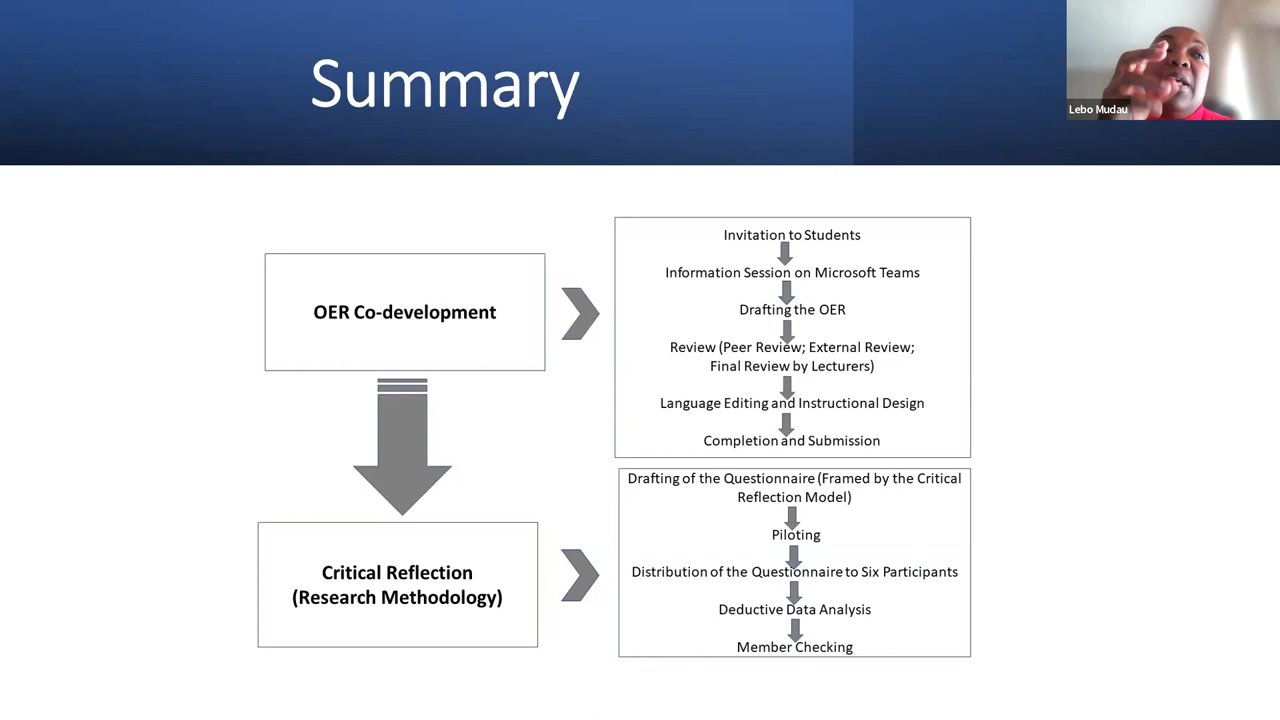 Summary
Lebo Mudau
OER Co-development
Invitation to Students
Information Session on Microsoft Teams
Drafting the OER
Review (Peer Review; External Review;
Final Review by Lecturers)
Language Editing and Instructional Design
Completion and Submission
Critical Reflection
(Research Methodology)
Drafting of the Questionnaire (Framed by the Critical
Reflection Model)
Piloting
Distribution of the Questionnaire to Six Participants
Deductive Data Analysis
Member Checking